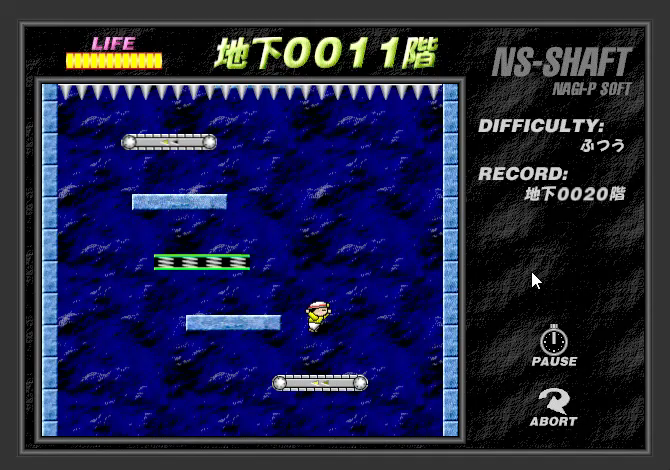 LIFE
地下0011階
NS-SHAFT
NAGI-P SOFT
DIFFICULTY:
ふつう
RECORD:
地下0020階
PAUSE
ABORT